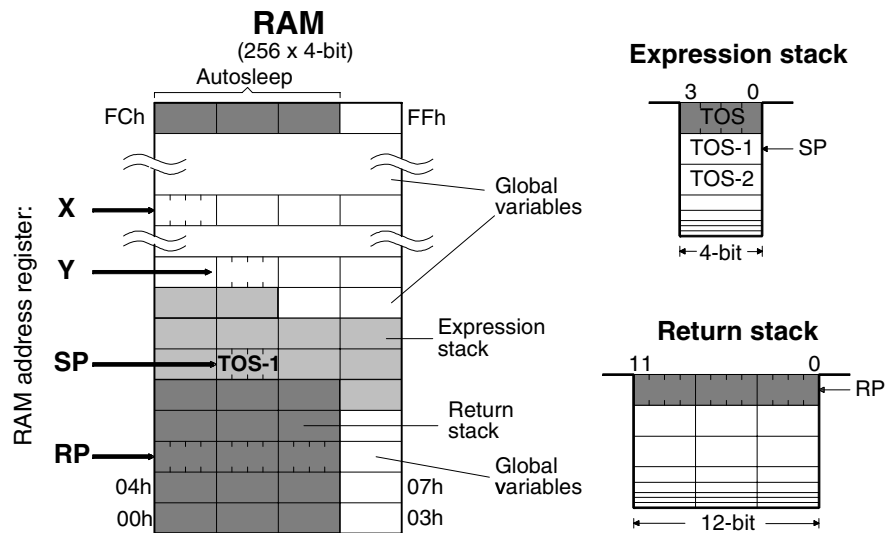 RAM
(256 x 4-bit)
Autosleep
FCh
FFh
Global
variables
RAM address register:
X
Y
SP
TOS-1
RP
Expression
stack
Return
stack
Global
variables
04h
07h
00h
03h
Expression stack
3 0
TOS
TOS-1
SP
TOS-2
4-bit
Return stack
11 0
RP
12-bit